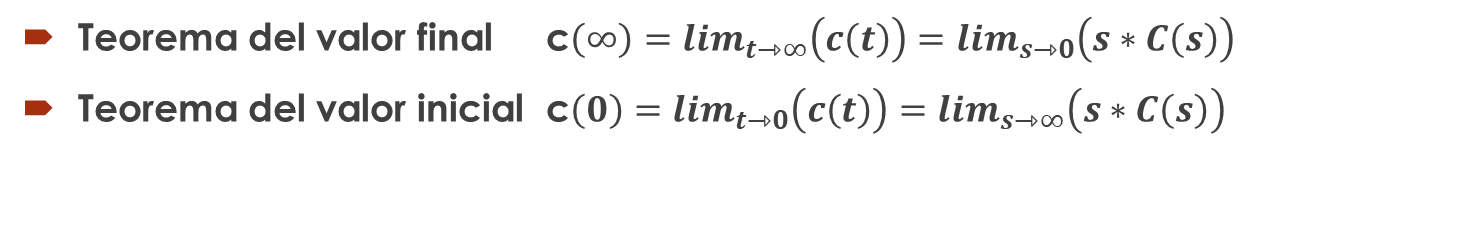 Teorema del valor final c(∞) = lim_{t→∞}(c(t)) = lim_{s→0}(s * C(s))
Teorema del valor inicial c(0) = lim_{t→0}(c(t)) = lim_{s→∞}(s * C(s))